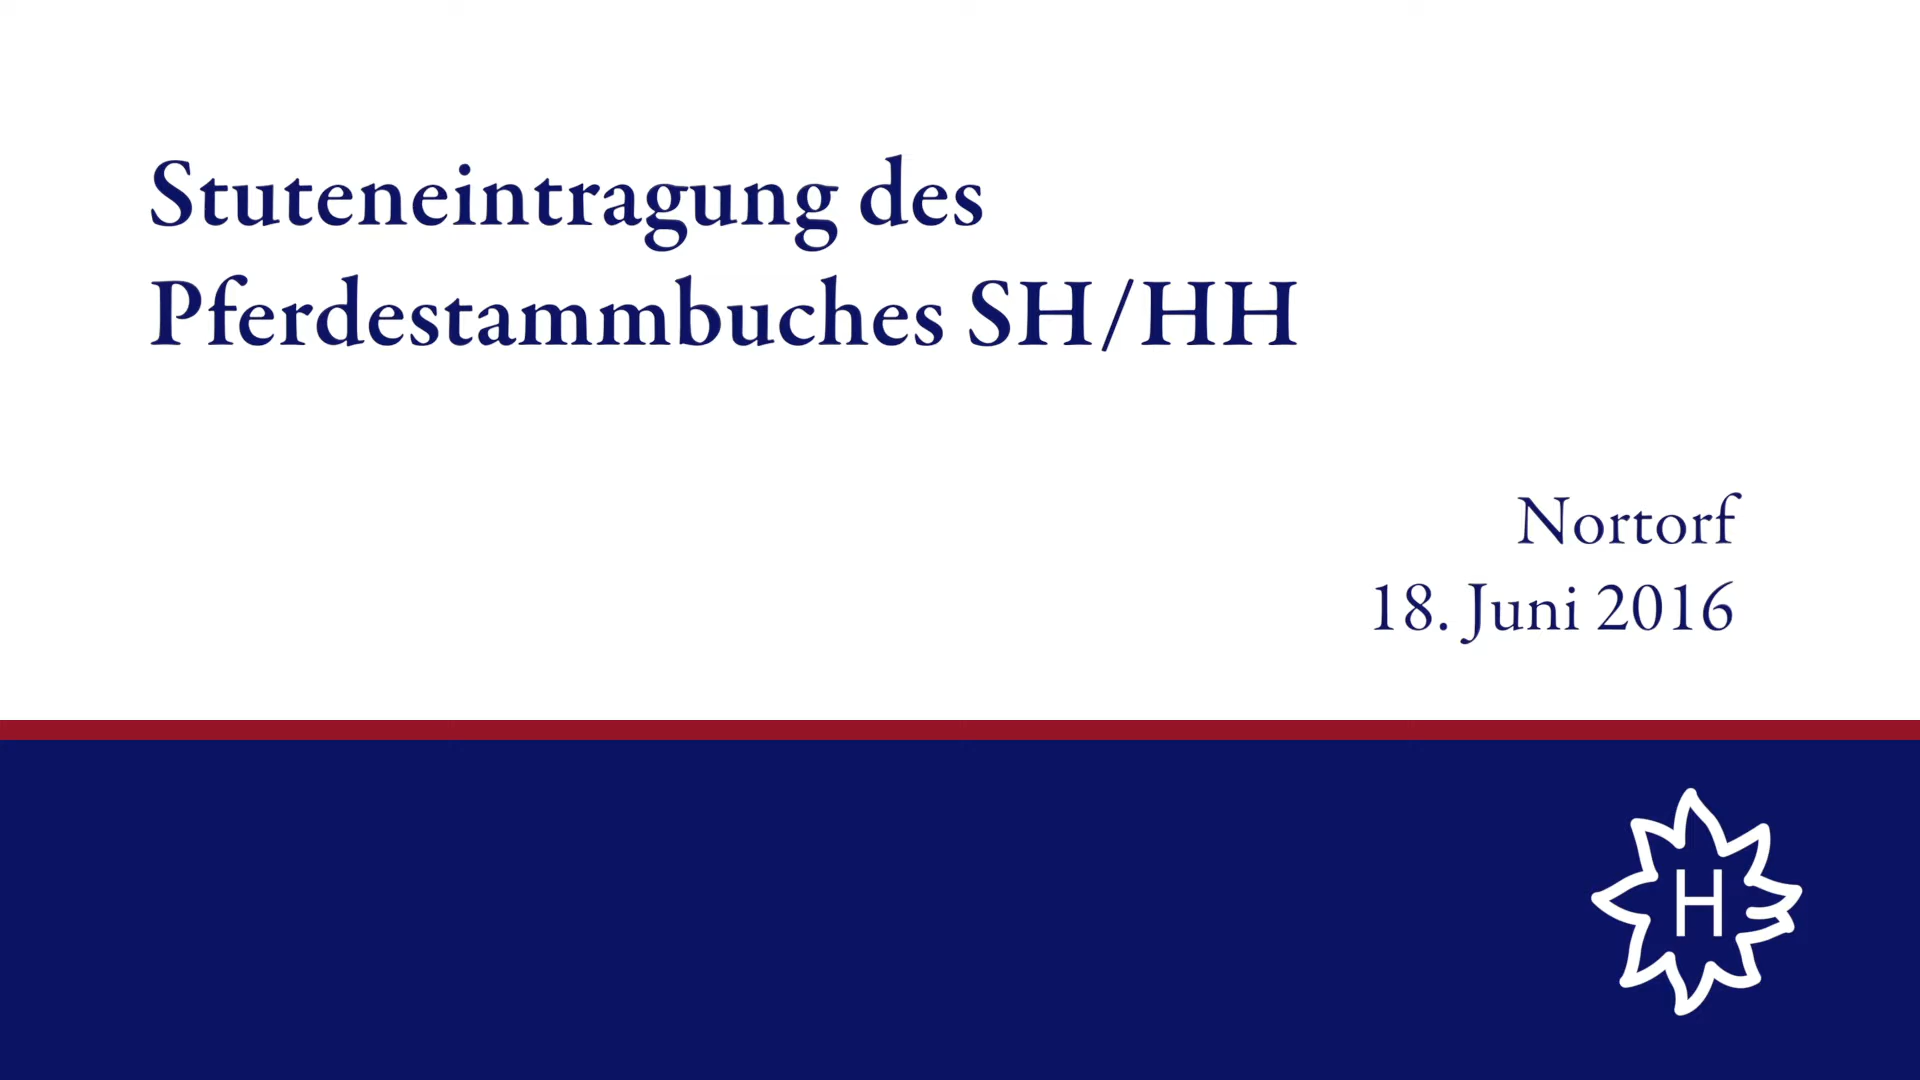 Stuteneintragung des
Pferdestammbuches SH/HH
Nortorf
18. Juni 2016
H